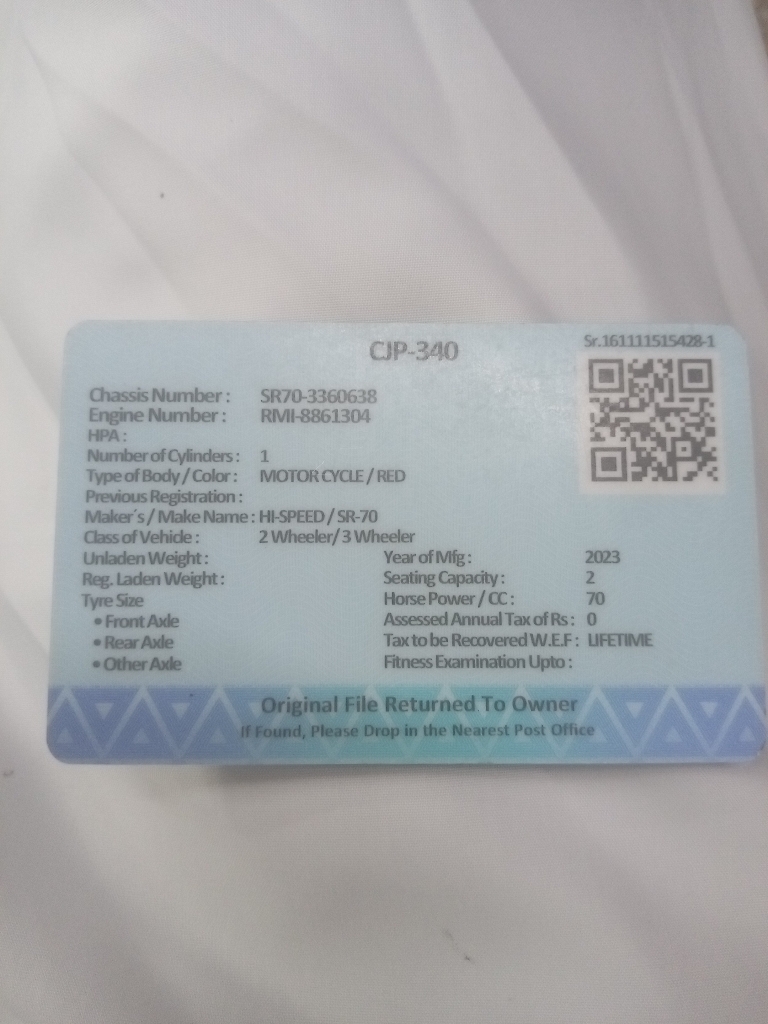 CJP-340
Sr.161111515428-1
Chassis Number : SR70-3360638
Engine Number : RMI-8861304
HPA :
Number of Cylinders : 1
Type of Body / Color : MOTOR CYCLE / RED
Previous Registration :
Maker's / Make Name : HI-SPEED / SR-70
Class of Vehicle : 2 Wheeler/ 3 Wheeler
Unladen Weight : Year of Mfg : 2023
Reg. Laden Weight : Seating Capacity : 2
Tyre Size Horse Power / CC : 70
• Front Axle Assessed Annual Tax of Rs : 0
• Rear Axle Tax to be Recovered W.E.F : LIFETIME
• Other Axle Fitness Examination Upto :
Original File Returned To Owner
If Found, Please Drop in the Nearest Post Office